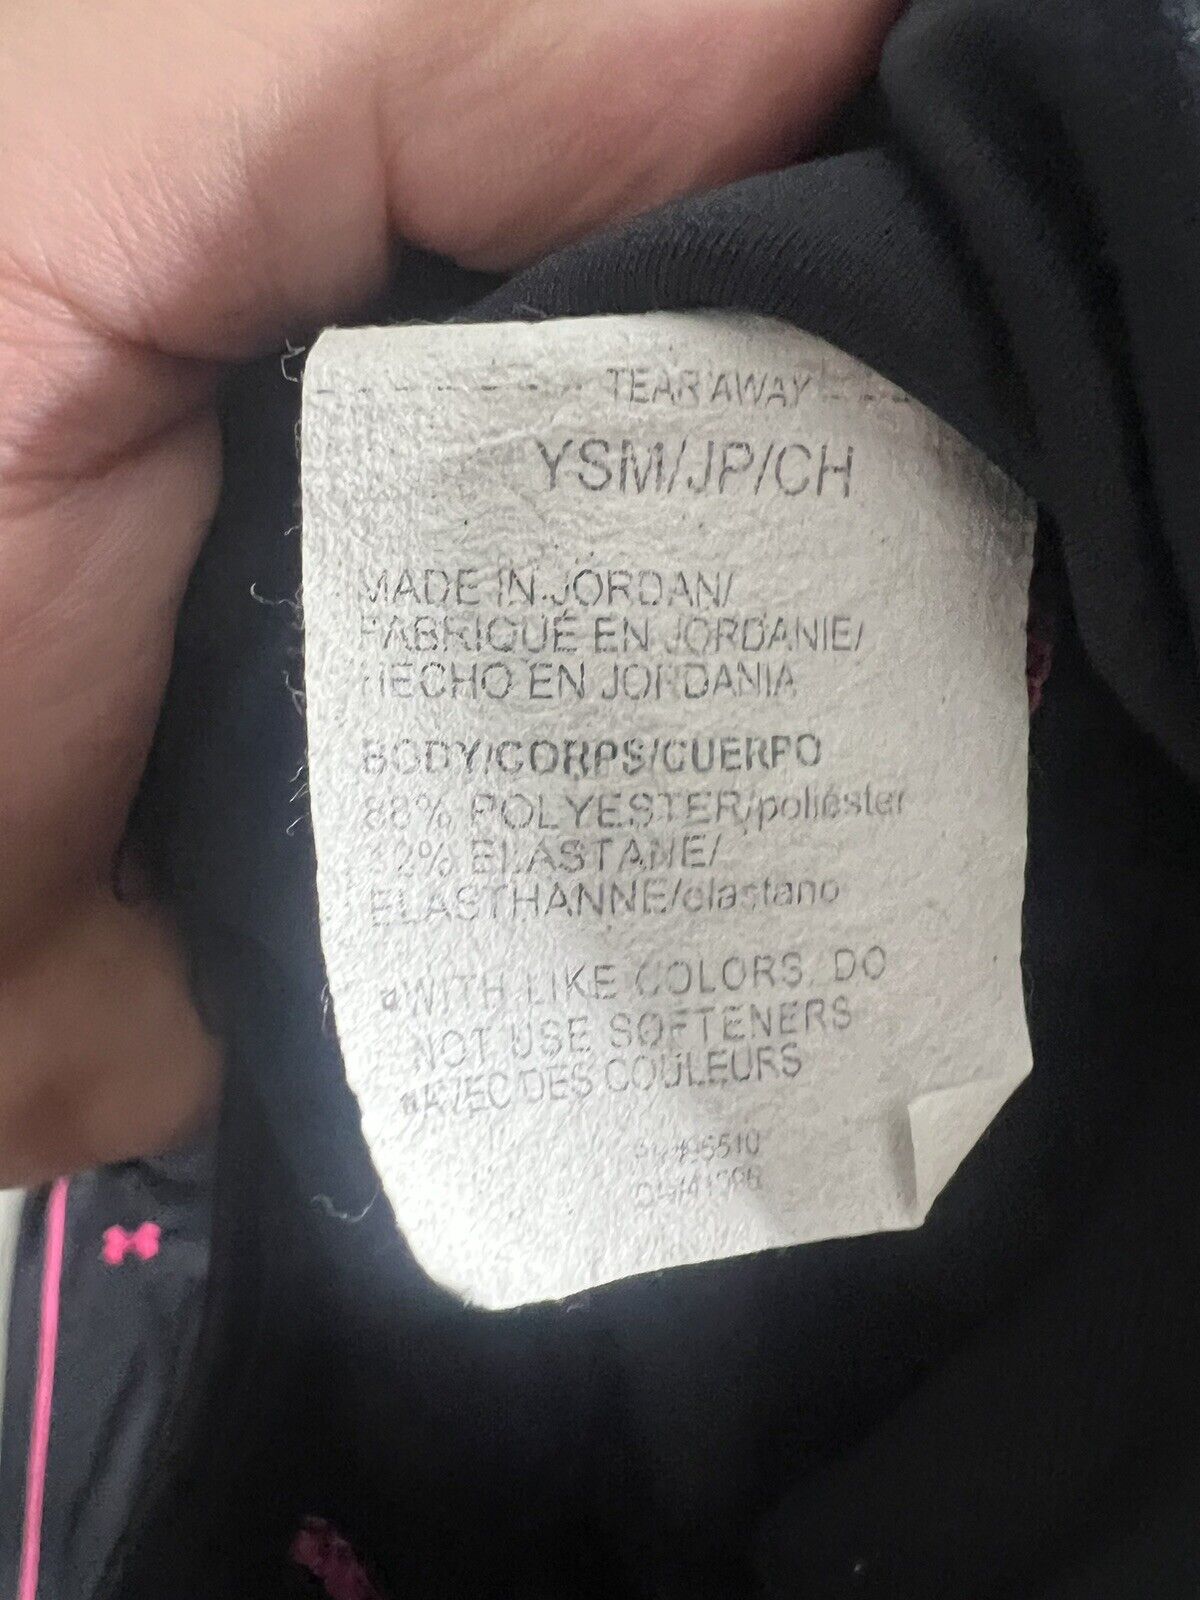 TEAR AWAY
YSM/JP/CH
MADE IN JORDAN/
FABRIQUÉ EN JORDANIE/
HECHO EN JORDANIA
BODY/CORPS/CUERPO
88% POLYESTER/poliéster
12% ELASTANE/
ELASTHANNE/elastano
WITH LIKE COLORS, DO
NOT USE SOFTENERS
AVEC DES COULEURS